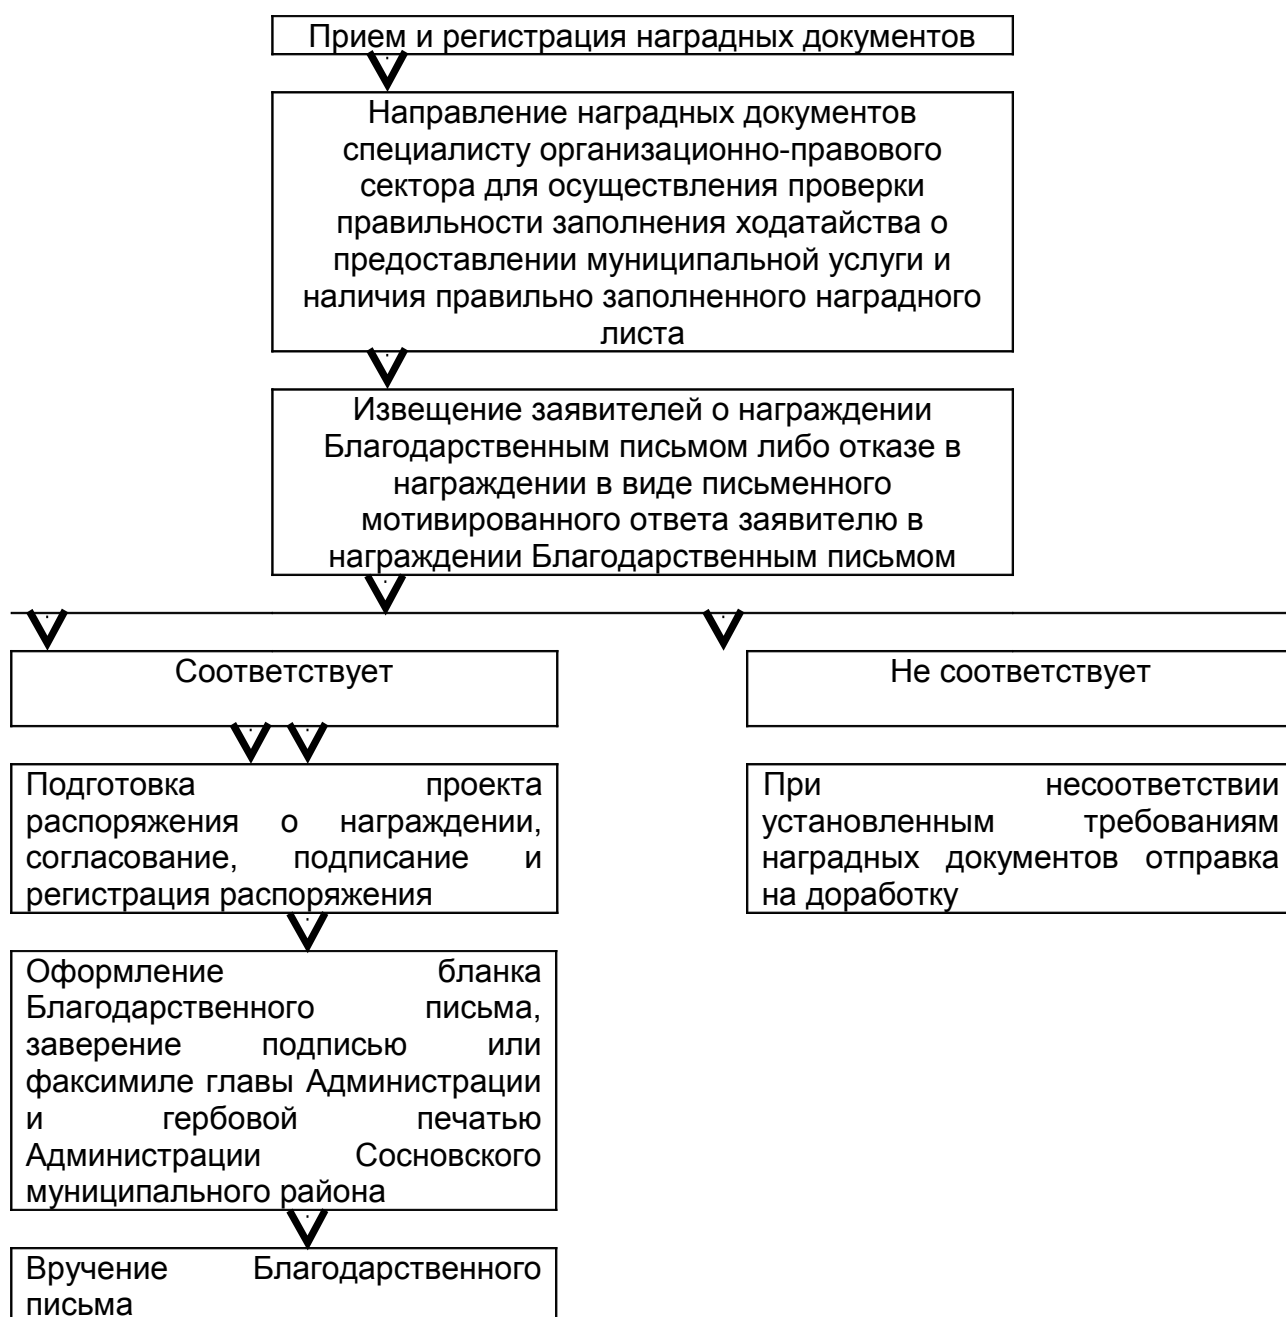 Прием и регистрация наградных документов
Направление наградных документов
специалисту организационно-правового
сектора для осуществления проверки
правильности заполнения ходатайства о
предоставлении муниципальной услуги и
наличия правильно заполненного наградного
листа
Извещение заявителей о награждении
Благодарственным письмом либо отказе в
награждении в виде письменного
мотивированного ответа заявителю в
награждении Благодарственным письмом
Соответствует
Не соответствует
Подготовка проекта
распоряжения о награждении,
согласование, подписание и
регистрация распоряжения
При несоответствии
установленным требованиям
наградных документов отправка
на доработку
Оформление бланка
Благодарственного письма,
заверение подписью или
факсимиле главы Администрации
и гербовой печатью
Администрации Сосновского
муниципального района
Вручение Благодарственного
письма